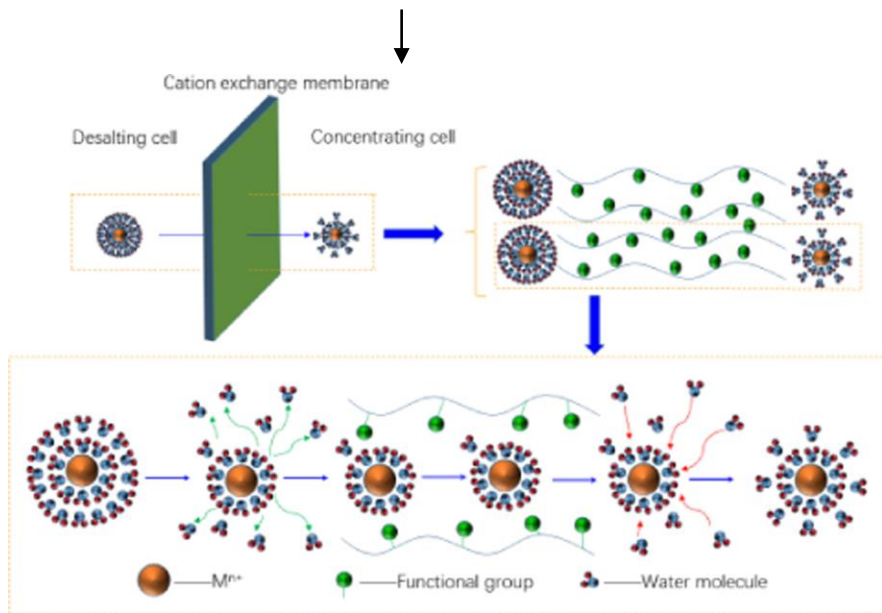 Cation exchange membrane
Desalting cell
Concentrating cell
Mⁿ⁺
Functional group
Water molecule